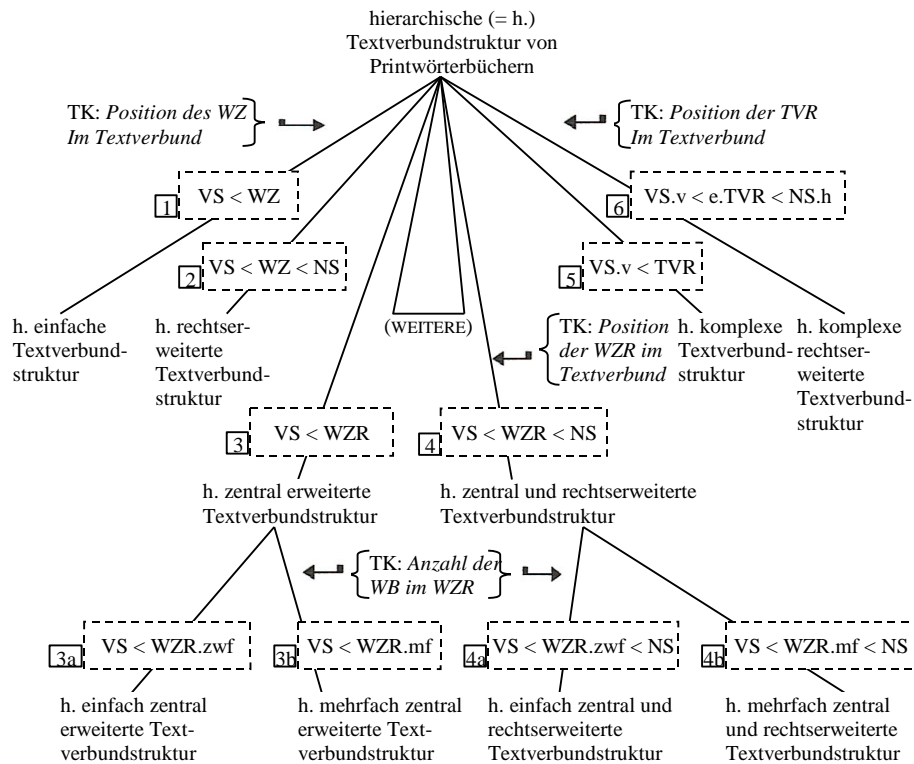 hierarchische (= h.)
Textverbundstruktur von
Printwörterbüchern
TK: Position des WZ
Im Textverbund
TK: Position der TVR
Im Textverbund
1
VS < WZ
6
VS.v < e.TVR < NS.h
2
VS < WZ < NS
5
VS.v < TVR
h. einfache
Textverbund-
struktur
h. rechtser-
weiterte
Textverbund-
struktur
(WEITERE)
TK: Position
der WZR im
Textverbund
h. komplexe
Textverbund-
struktur
h. komplexe
rechtser-
weiterte
Textverbund-
struktur
3
VS < WZR
4
VS < WZR < NS
h. zentral erweiterte
Textverbundstruktur
h. zentral und rechtserweiterte
Textverbundstruktur
TK: Anzahl der
WB im WZR
3a
VS < WZR.zwf
3b
VS < WZR.mf
4a
VS < WZR.zwf < NS
4b
VS < WZR.mf < NS
h. einfach zentral
erweiterte Text-
verbundstruktur
h. mehrfach zentral
erweiterte Text-
verbundstruktur
h. einfach zentral und
rechtserweiterte
Textverbundstruktur
h. mehrfach zentral
und rechtserweiterte
Textverbundstruktur